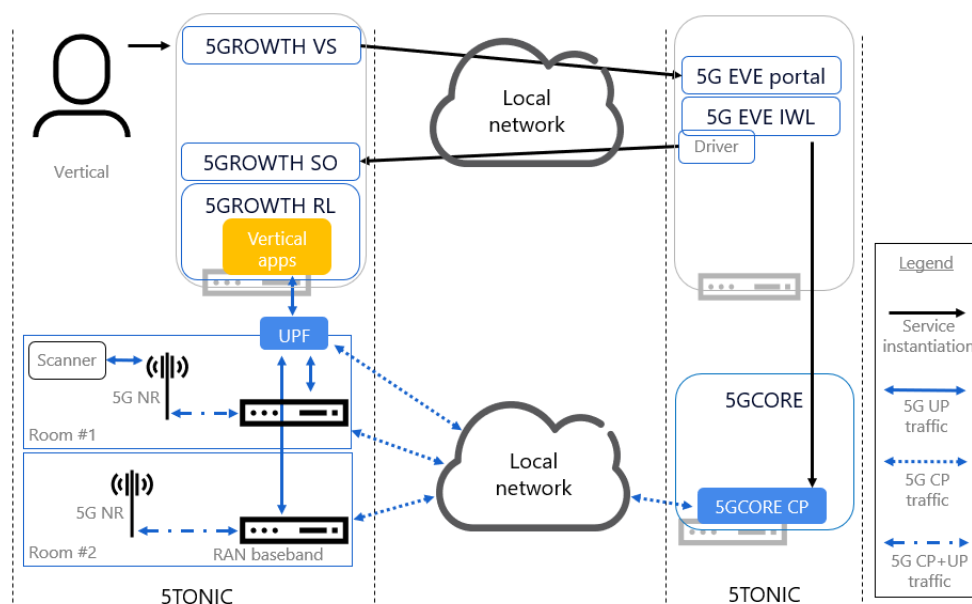 5GROWTH VS
Vertical
5GROWTH SO
5GROWTH RL
Vertical
apps
Local
network
5G EVE portal
5G EVE IWL
Driver
UPF
Scanner
5G NR
Room #1
5G NR
Room #2
RAN baseband
Local
network
5GCORE
5GCORE CP
5TONIC
5TONIC
Legend
Service
instantiation
5G UP
traffic
5G CP
traffic
5G CP+UP
traffic